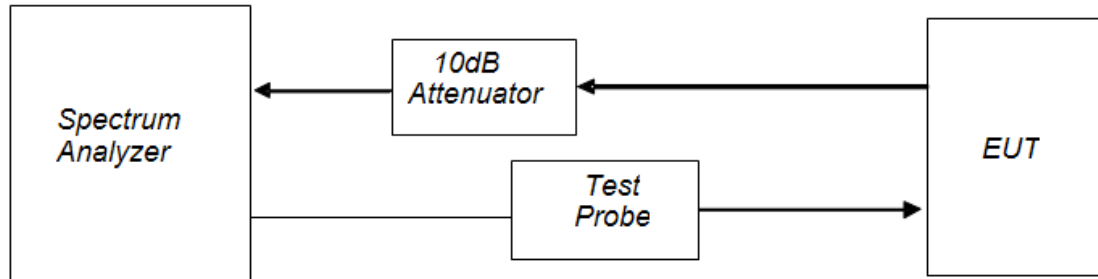 10dB
Attenuator
Spectrum
Analyzer
EUT
Test
Probe